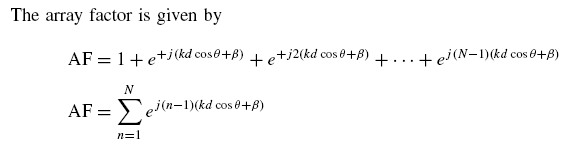 The array factor is given by
AF = 1 + e^{+j(kd cos θ+β)} + e^{+j2(kd cos θ+β)} + · · · + e^{j(N−1)(kd cos θ+β)}
AF = \sum_{n=1}^{N} e^{j(n−1)(kd cos θ+β)}